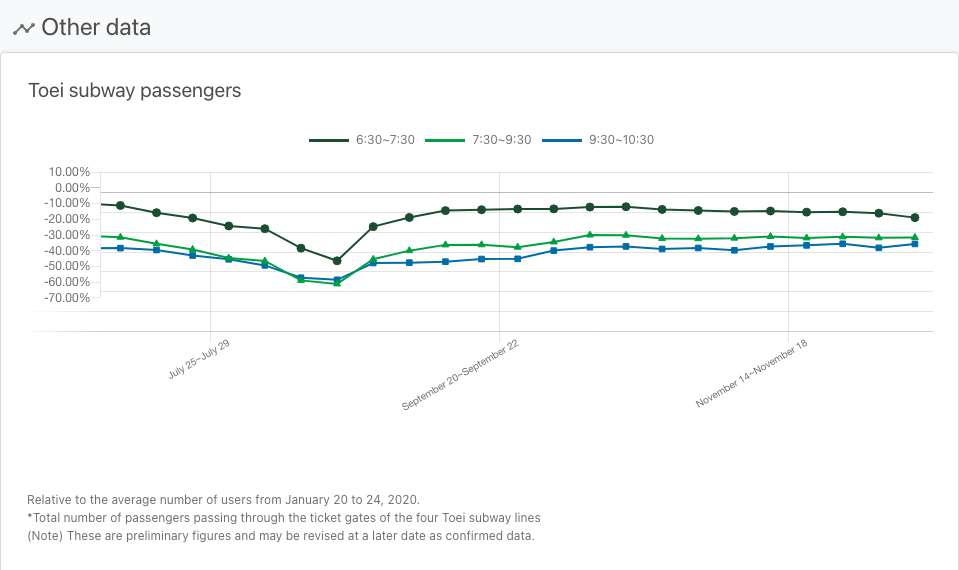 Other data
Toei subway passengers
6:30~7:30 7:30~9:30 9:30~10:30
10.00%
0.00%
-10.00%
-20.00%
-30.00%
-40.00%
-50.00%
-60.00%
-70.00%
July 25~July 29
September 20~September 22
November 14~November 18
Relative to the average number of users from January 20 to 24, 2020.
*Total number of passengers passing through the ticket gates of the four Toei subway lines
(Note) These are preliminary figures and may be revised at a later date as confirmed data.